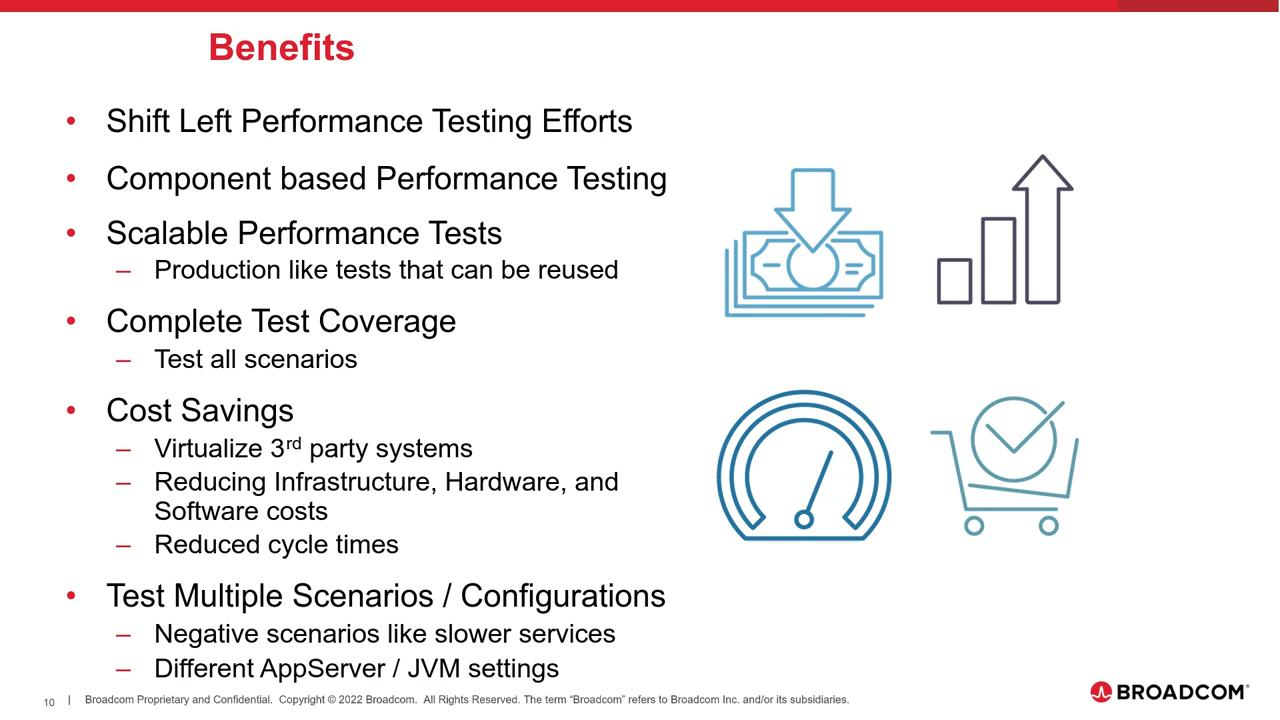 Benefits
• Shift Left Performance Testing Efforts
• Component based Performance Testing
• Scalable Performance Tests
– Production like tests that can be reused
• Complete Test Coverage
– Test all scenarios
• Cost Savings
– Virtualize 3rd party systems
– Reducing Infrastructure, Hardware, and
Software costs
– Reduced cycle times
• Test Multiple Scenarios / Configurations
– Negative scenarios like slower services
– Different AppServer / JVM settings
10 | Broadcom Proprietary and Confidential. Copyright © 2022 Broadcom. All Rights Reserved. The term “Broadcom” refers to Broadcom Inc. and/or its subsidiaries.
BROADCOM®